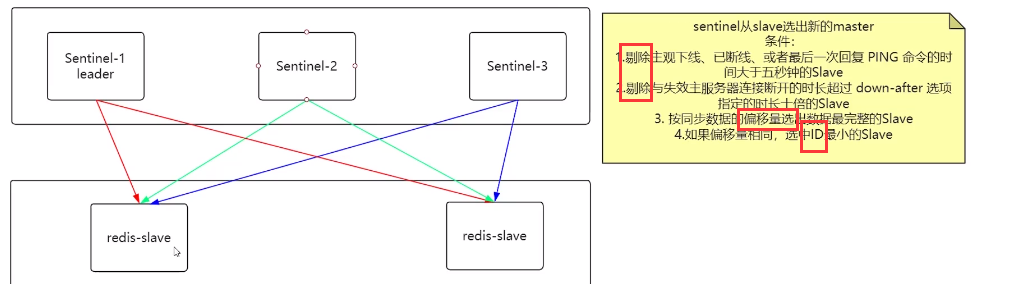 Sentinel-1
leader
Sentinel-2
Sentinel-3
redis-slave
redis-slave
sentinel从slave选出新的master
条件：
1.剔除主观下线、已断线、或者最后一次回复 PING 命令的时
间大于五秒钟的Slave
2.剔除与失效主服务器连接断开的时长超过 down-after 选项
指定的时长十倍的Slave
3. 按同步数据的偏移量选出数据最完整的Slave
4.如果偏移量相同，选中ID最小的Slave